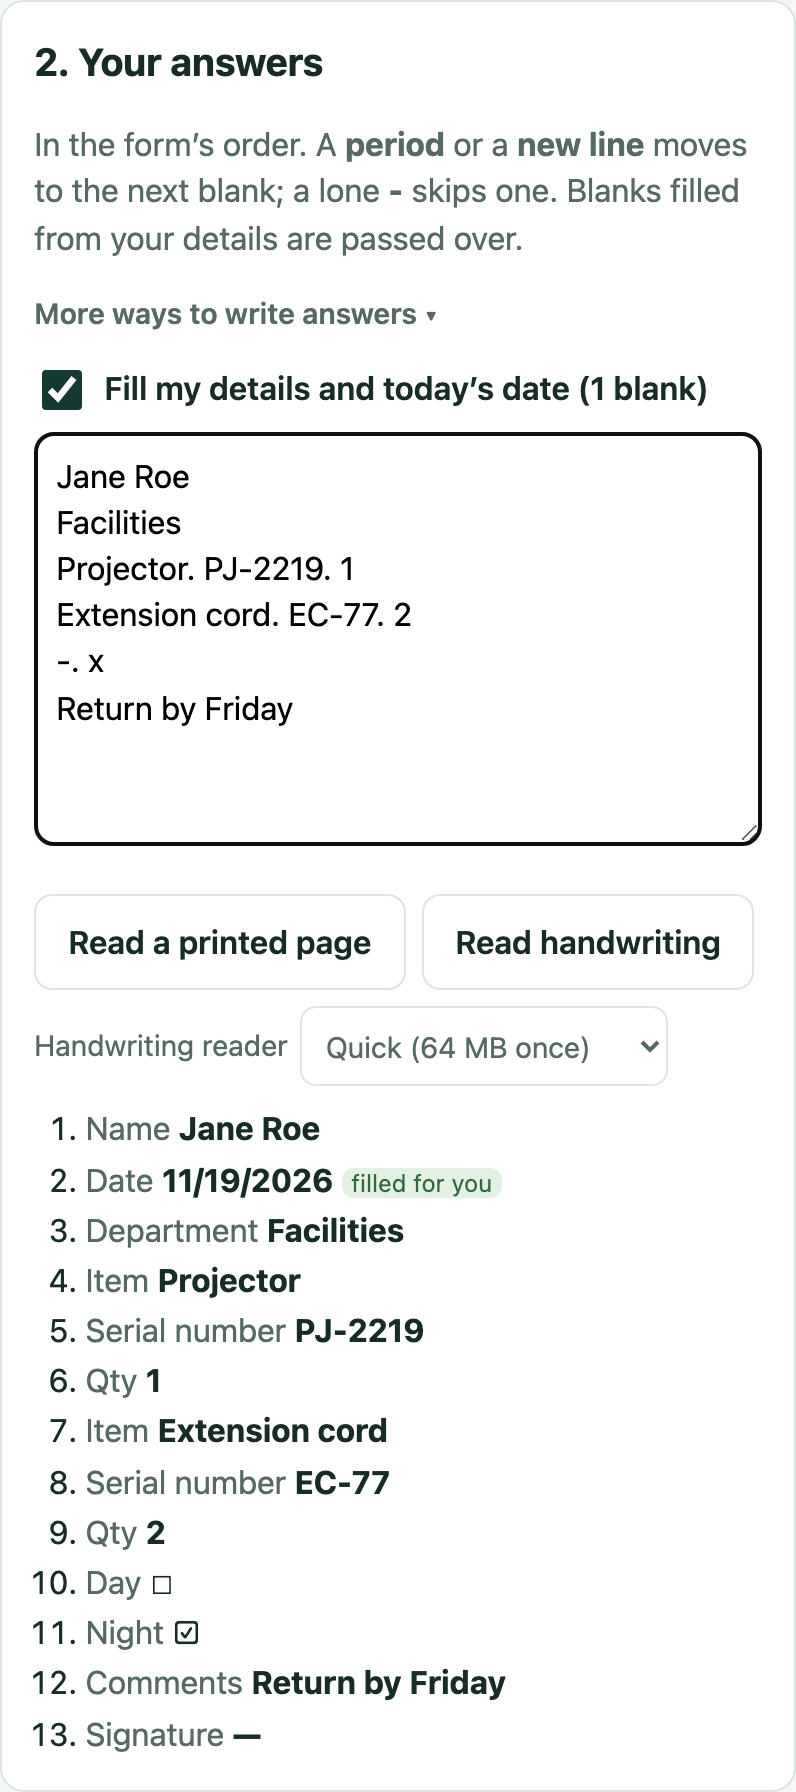 2. Your answers
In the form’s order. A period or a new line moves
to the next blank; a lone - skips one. Blanks filled
from your details are passed over.
More ways to write answers ▾
Fill my details and today’s date (1 blank)
Jane Roe
Facilities
Projector. PJ-2219. 1
Extension cord. EC-77. 2
-. x
Return by Friday
Read a printed page
Read handwriting
Handwriting reader Quick (64 MB once)
1. Name Jane Roe
2. Date 11/19/2026 filled for you
3. Department Facilities
4. Item Projector
5. Serial number PJ-2219
6. Qty 1
7. Item Extension cord
8. Serial number EC-77
9. Qty 2
10. Day ☐
11. Night ☑
12. Comments Return by Friday
13. Signature —